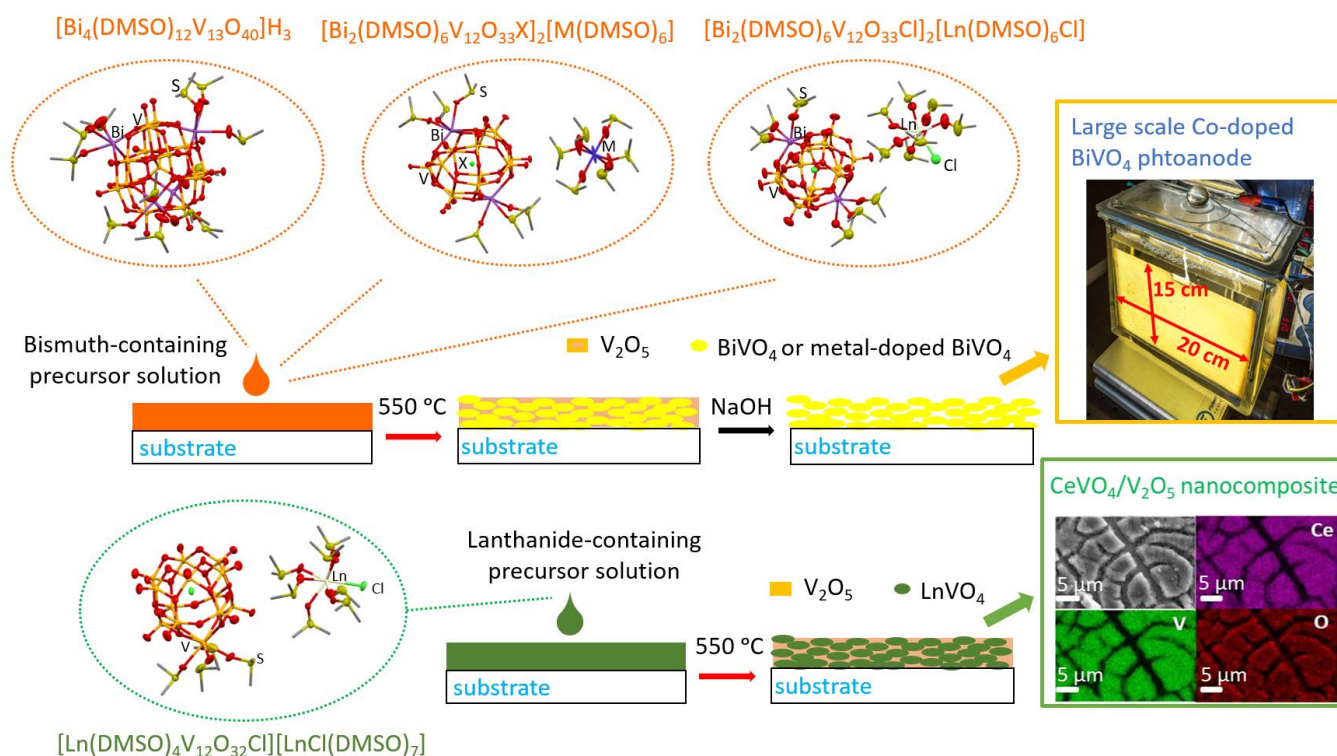 [Bi₄(DMSO)₁₂V₁₃O₄₀]H₃
[Bi₂(DMSO)₆V₁₂O₃₃X]₂[M(DMSO)₆]
[Bi₂(DMSO)₆V₁₂O₃₃Cl]₂[Ln(DMSO)₆Cl]
S
V
Bi
S
Bi
X
V
M
S
Bi
V
Ln
Cl
Large scale Co-doped
BiVO₄ phtoanode
15 cm
20 cm
Bismuth-containing
precursor solution
V₂O₅
BiVO₄ or metal-doped BiVO₄
550 °C
NaOH
substrate
substrate
substrate
CeVO₄/V₂O₅ nanocomposite
Ce
5 µm
5 µm
V
O
5 µm
5 µm
Ln
Cl
V
S
Lanthanide-containing
precursor solution
V₂O₅
LnVO₄
550 °C
substrate
substrate
[Ln(DMSO)₄V₁₂O₃₂Cl][LnCl(DMSO)₇]